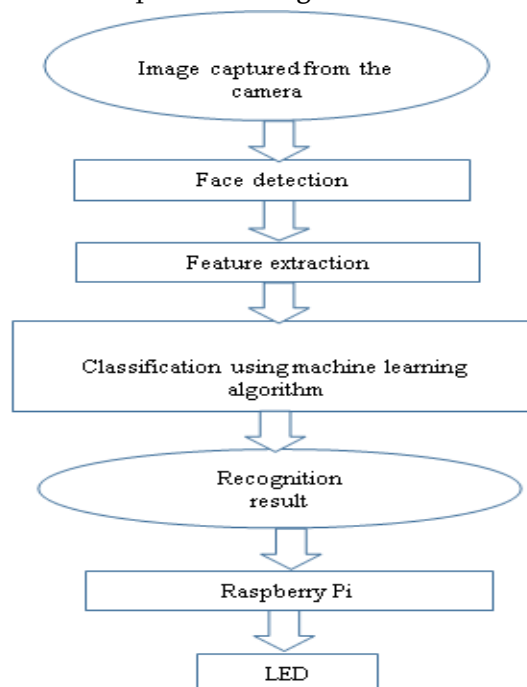 Image captured from the
camera
Face detection
Feature extraction
Classification using machine learning
algorithm
Recognition
result
Raspberry Pi
LED